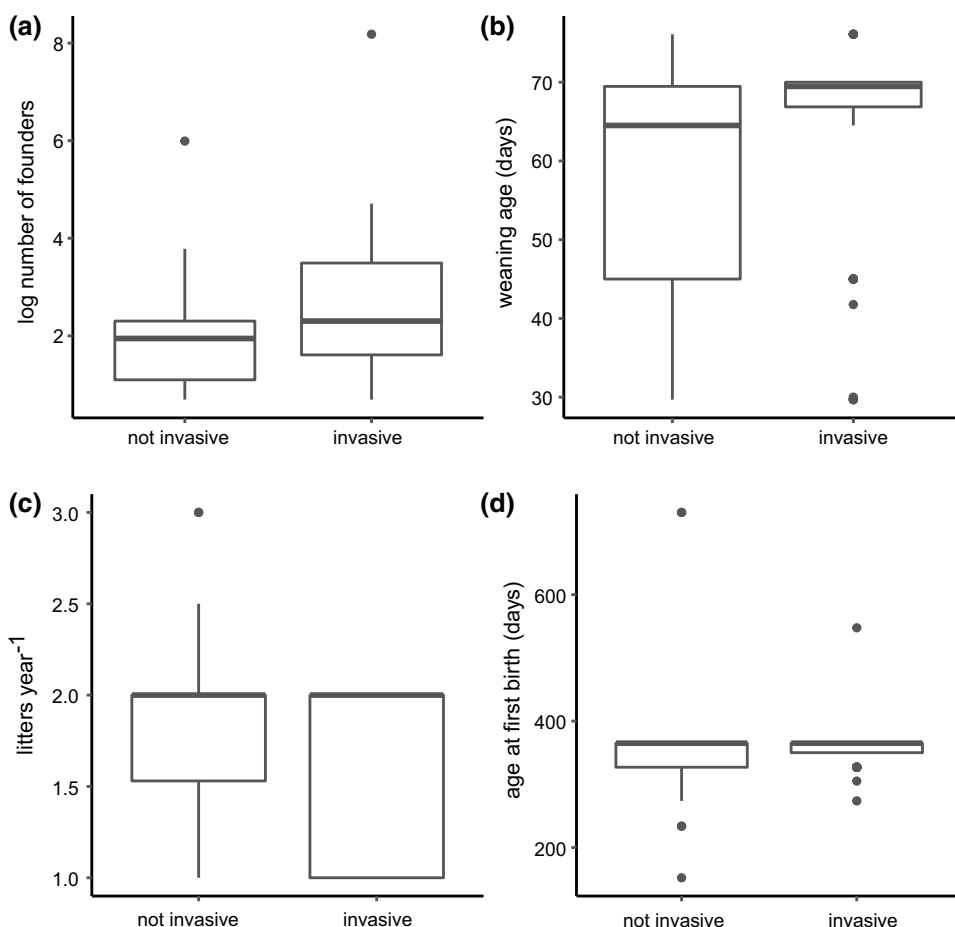 (a)
log number of founders
8
6
4
2
not invasive invasive
(b)
weaning age (days)
70
60
50
40
30
not invasive invasive
(c)
litters year-1
3.0
2.5
2.0
1.5
1.0
not invasive invasive
(d)
age at first birth (days)
600
400
200
not invasive invasive